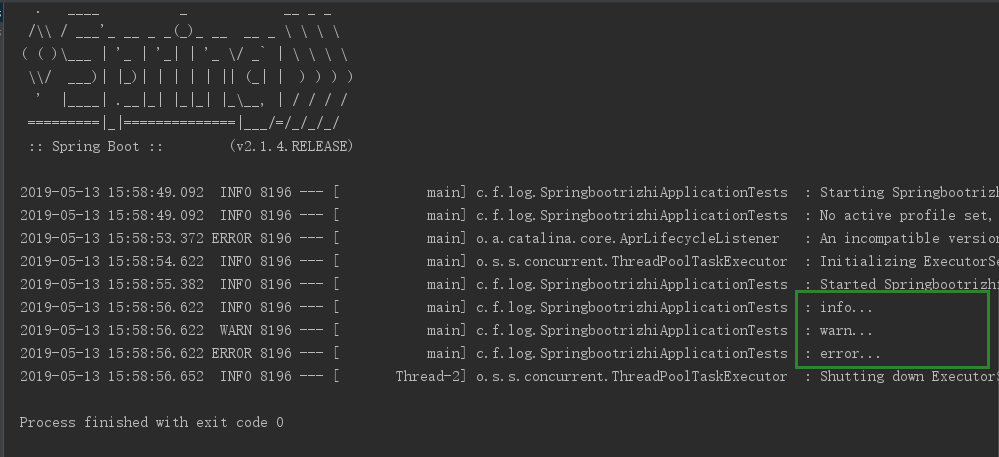 .   ____          _            __ _ _
 /\\ / ___'_ __ _ _(_)_ __  __ _ \ \ \ \
( ( )\___ | '_ | '_| | '_ \/ _` | \ \ \ \
 \\/  ___)| |_)| | | | | || (_| |  ) ) ) )
  '  |____| .__|_| |_|_| |_\__, | / / / /
 =========|_|==============|___/=/_/_/_/
 :: Spring Boot ::        (v2.1.4.RELEASE)
2019-05-13 15:58:49.092  INFO 8196 --- [           main] c.f.log.SpringbootrizhiApplicationTests  : Starting Springbootrizh
2019-05-13 15:58:49.092  INFO 8196 --- [           main] c.f.log.SpringbootrizhiApplicationTests  : No active profile set,
2019-05-13 15:58:53.372 ERROR 8196 --- [           main] o.a.catalina.core.AprLifecycleListener   : An incompatible version
2019-05-13 15:58:54.622  INFO 8196 --- [           main] o.s.s.concurrent.ThreadPoolTaskExecutor  : Initializing ExecutorSe
2019-05-13 15:58:55.382  INFO 8196 --- [           main] c.f.log.SpringbootrizhiApplicationTests  : Started Springbootrizhi
2019-05-13 15:58:56.622  INFO 8196 --- [           main] c.f.log.SpringbootrizhiApplicationTests  : info...
2019-05-13 15:58:56.622  WARN 8196 --- [           main] c.f.log.SpringbootrizhiApplicationTests  : warn...
2019-05-13 15:58:56.622 ERROR 8196 --- [           main] c.f.log.SpringbootrizhiApplicationTests  : error...
2019-05-13 15:58:56.652  INFO 8196 --- [       Thread-2] o.s.s.concurrent.ThreadPoolTaskExecutor  : Shutting down ExecutorS
Process finished with exit code 0